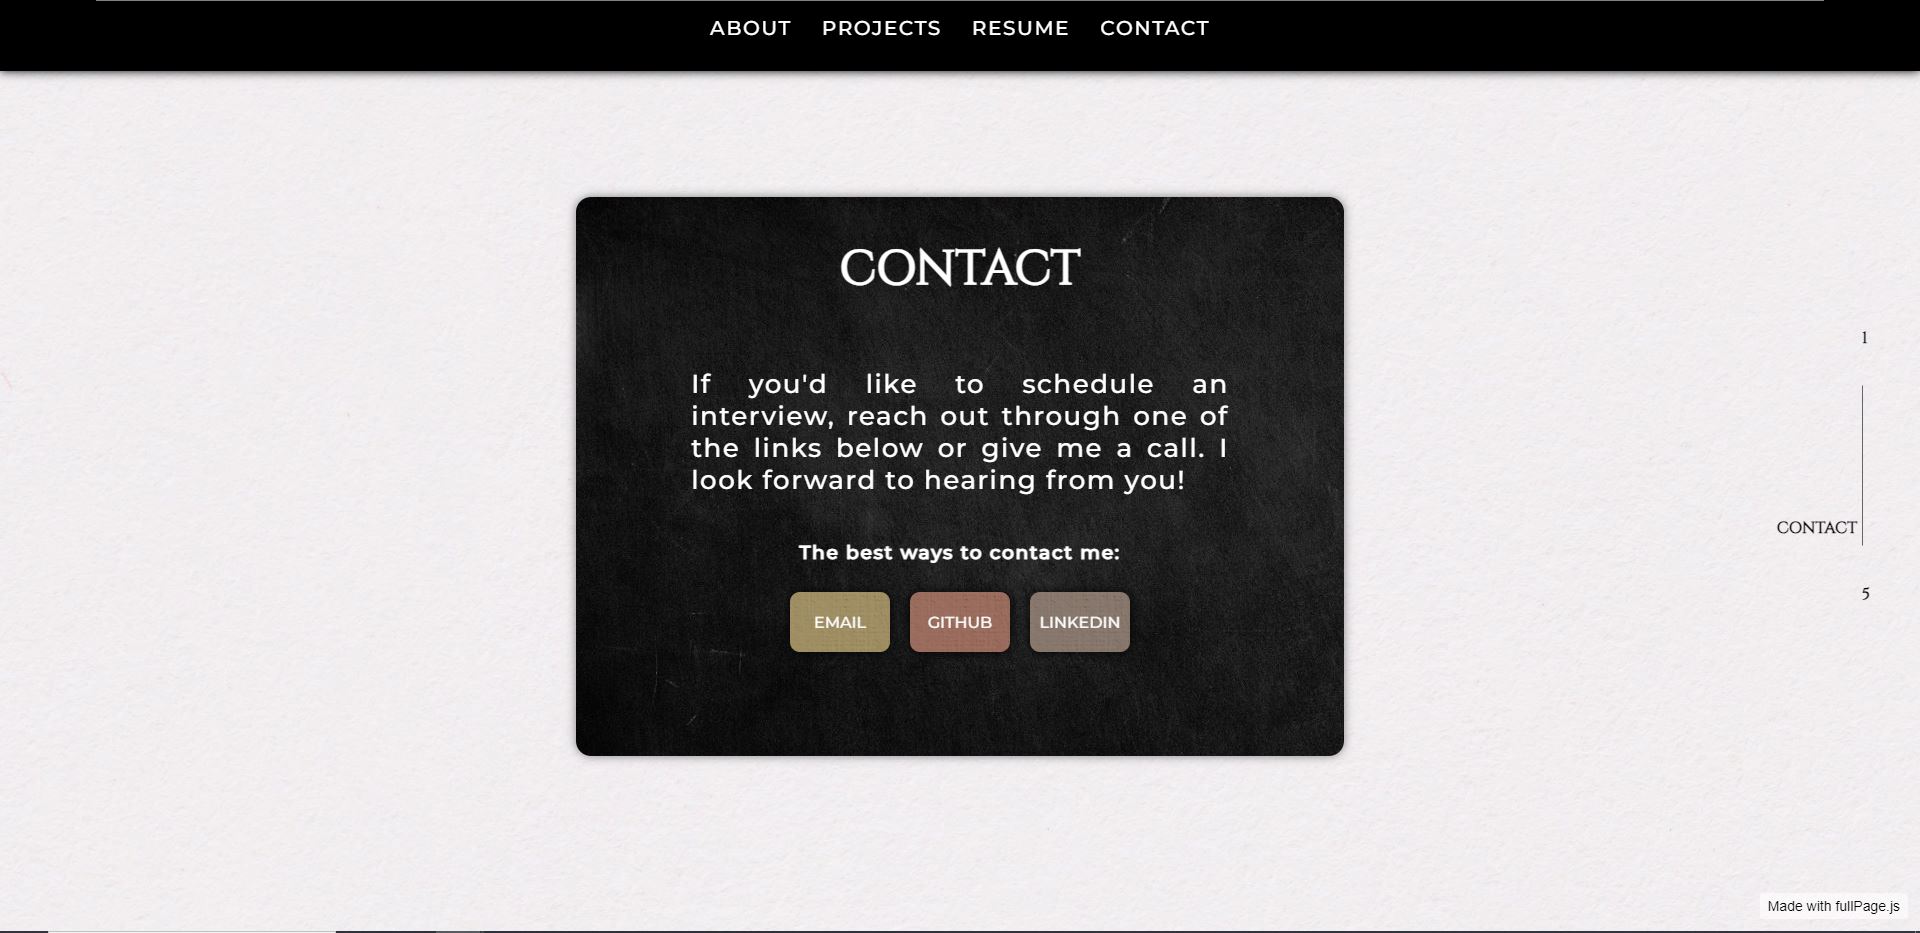 ABOUT PROJECTS RESUME CONTACT
CONTACT
If you'd like to schedule an
interview, reach out through one of
the links below or give me a call. I
look forward to hearing from you!
The best ways to contact me:
EMAIL GITHUB LINKEDIN
1
CONTACT
5
Made with fullPage.js